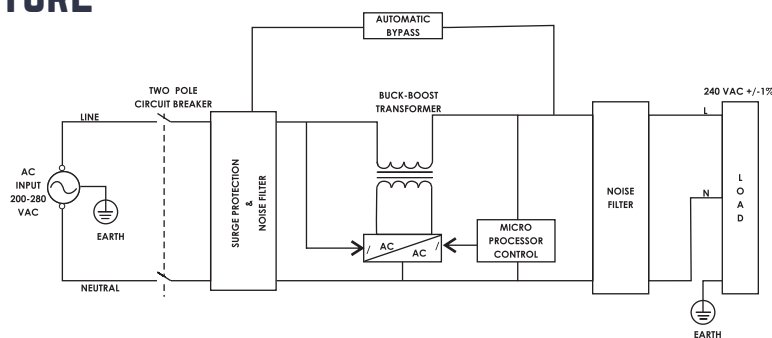 AUTOMATIC
BYPASS
TWO POLE
CIRCUIT BREAKER
BUCK-BOOST
TRANSFORMER
240 VAC +/-1%
LINE
L
AC
INPUT
200-280
VAC
EARTH
SURGE PROTECTION
&
NOISE FILTER
NOISE
FILTER
L
O
A
D
N
MICRO
PROCESSOR
CONTROL
/ AC
AC /
NEUTRAL
EARTH